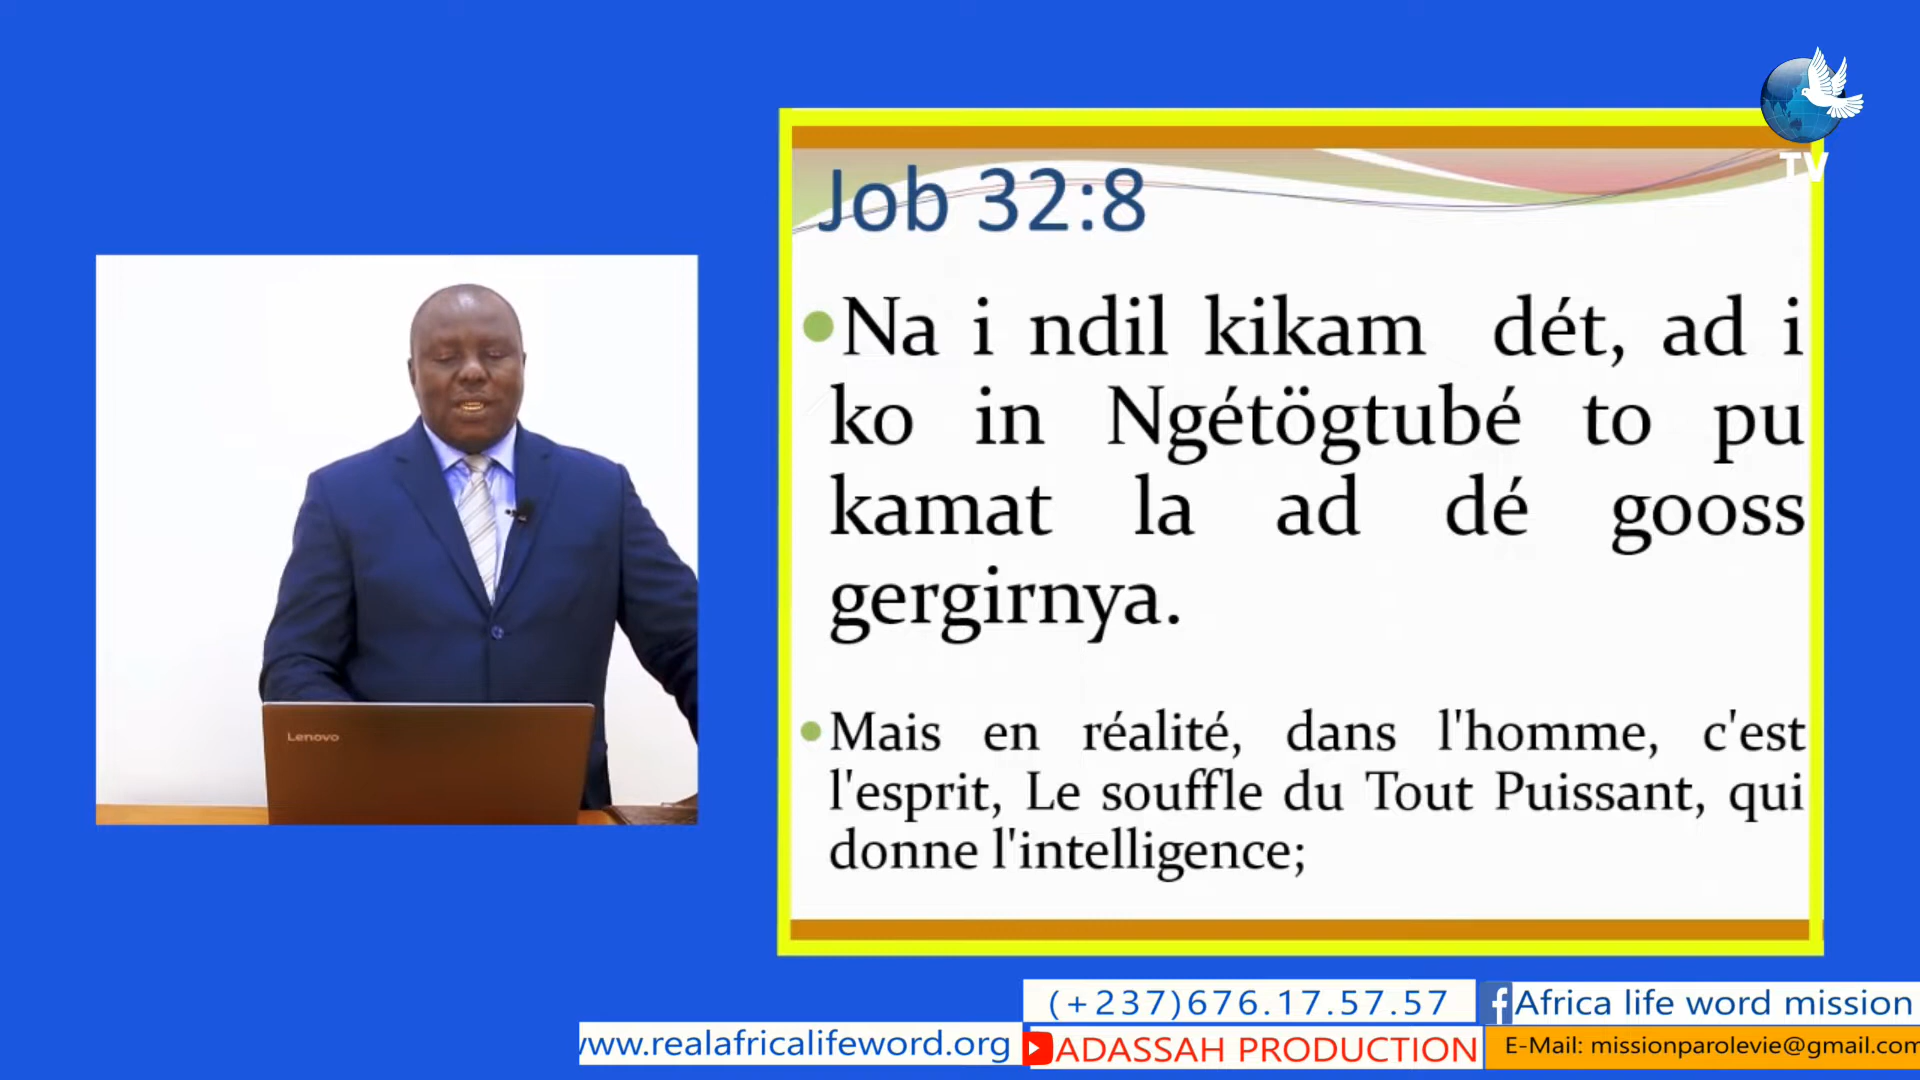 TV
Job 32:8
Na i ndil kikam dét, ad i
ko in Ngétögtubé to pu
kamat la ad dé gooss
gergirnya.
Mais en réalité, dans l'homme, c'est
l'esprit, Le souffle du Tout Puissant, qui
donne l'intelligence;
Lenovo
(+237)676.17.57.57
Africa life word mission
www.realafricalifeword.org
ADASSAH PRODUCTION
E-Mail: missionparolevie@gmail.com